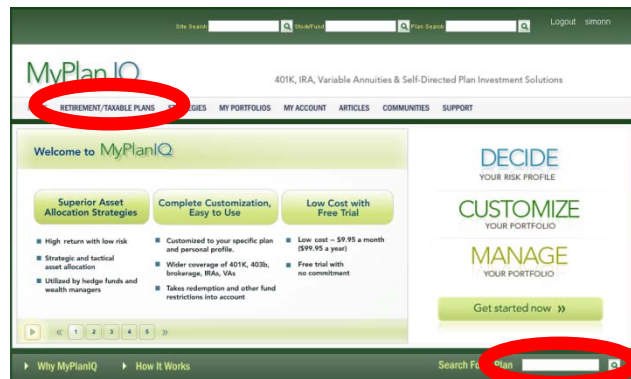 Site Search Stock/Fund Plan Search Logout simonn
MyPlan IQ
401K, IRA, Variable Annuities & Self-Directed Plan Investment Solutions
RETIREMENT/TAXABLE PLANS STRATEGIES MY PORTFOLIOS MY ACCOUNT ARTICLES COMMUNITIES SUPPORT
Welcome to MyPlanIQ
Superior Asset
Allocation Strategies
High return with low risk
Strategic and tactical
asset allocation
Utilized by hedge funds and
wealth managers
Complete Customization,
Easy to Use
Customized to your specific plan
and personal profile.
Wider coverage of 401K, 403b,
brokerage, IRAs, VAs
Takes redemption and other fund
restrictions into account
Low Cost with
Free Trial
Low cost -- $9.95 a month
($99.95 a year)
Free trial with
no commitment
« 1 2 3 4 5 »
DECIDE
YOUR RISK PROFILE
CUSTOMIZE
YOUR PORTFOLIO
MANAGE
YOUR PORTFOLIO
Get started now »
Why MyPlanIQ How It Works Search For Plan